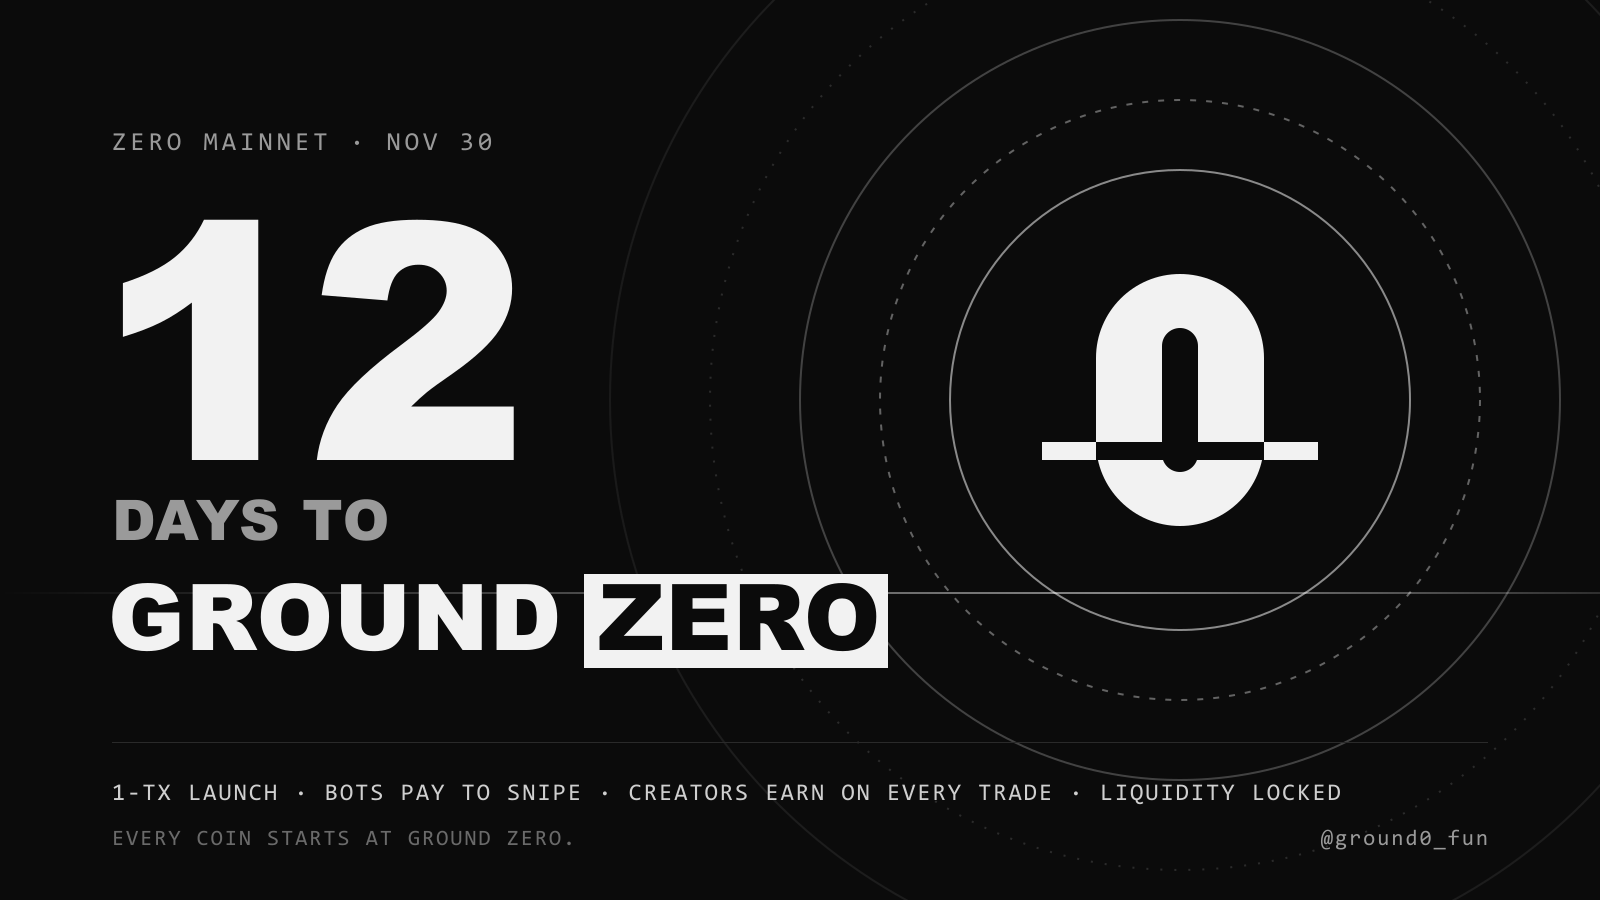 ZERO MAINNET · NOV 30
12
DAYS TO
GROUND ZERO
0
1-TX LAUNCH · BOTS PAY TO SNIPE · CREATORS EARN ON EVERY TRADE · LIQUIDITY LOCKED
EVERY COIN STARTS AT GROUND ZERO.
@ground0_fun